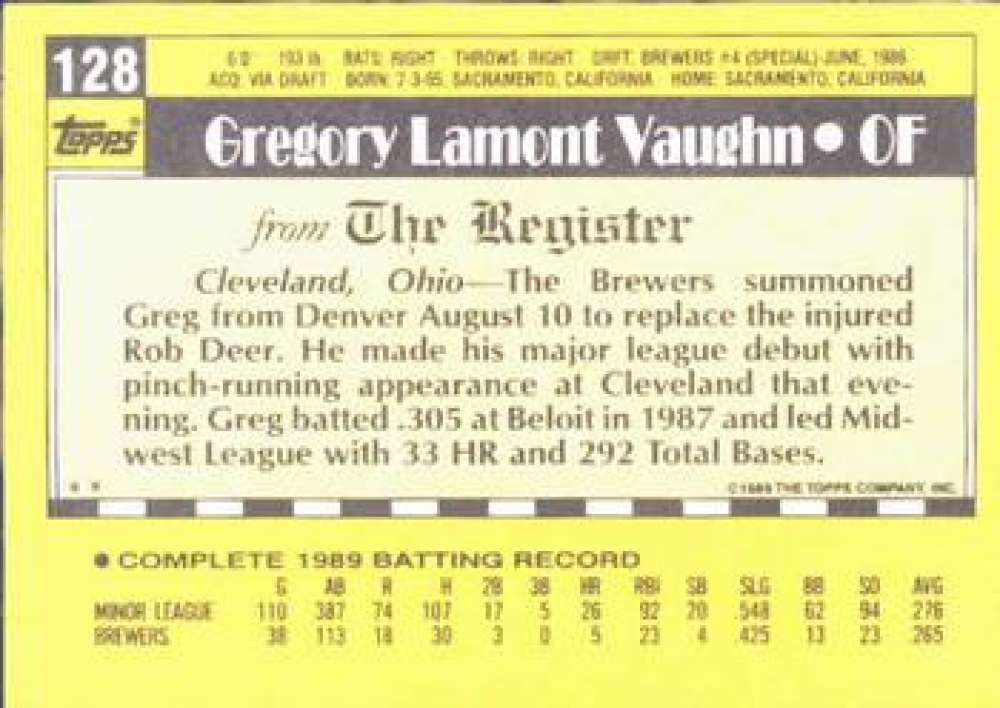 128
6'0" 193 lb. BATS: RIGHT THROWS: RIGHT DRFT: BREWERS #4 (SPECIAL)-JUNE, 1986
ACQ: VIA DRAFT BORN: 7-3-65, SACRAMENTO, CALIFORNIA HOME: SACRAMENTO, CALIFORNIA
topps®
Gregory Lamont Vaughn • OF
from The Register
Cleveland, Ohio—The Brewers summoned
Greg from Denver August 10 to replace the injured
Rob Deer. He made his major league debut with
pinch-running appearance at Cleveland that eve-
ning. Greg batted .305 at Beloit in 1987 and led Mid-
west League with 33 HR and 292 Total Bases.
* * ©1989 THE TOPPS COMPANY, INC.
• COMPLETE 1989 BATTING RECORD
G AB R H 2B 3B HR RBI SB SLG BB SO AVG
MINOR LEAGUE 110 387 74 107 17 5 26 92 20 .548 62 94 .276
BREWERS 38 113 18 30 3 0 5 23 4 .425 13 23 .265